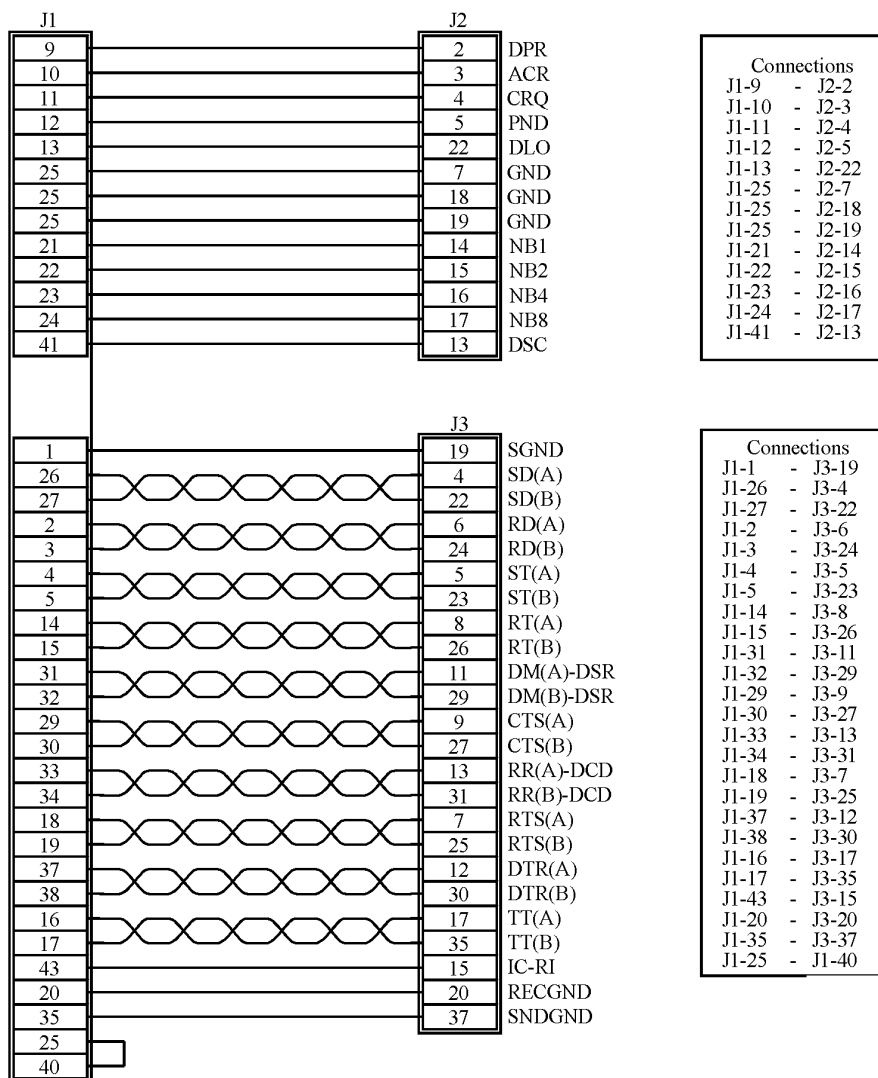 J1 J2
9 2 DPR
10 3 ACR
11 4 CRQ
12 5 PND
13 22 DLO
25 7 GND
25 18 GND
25 19 GND
21 14 NB1
22 15 NB2
23 16 NB4
24 17 NB8
41 13 DSC
Connections
J1-9 - J2-2
J1-10 - J2-3
J1-11 - J2-4
J1-12 - J2-5
J1-13 - J2-22
J1-25 - J2-7
J1-25 - J2-18
J1-25 - J2-19
J1-21 - J2-14
J1-22 - J2-15
J1-23 - J2-16
J1-24 - J2-17
J1-41 - J2-13
J3
1 19 SGND
26 4 SD(A)
27 22 SD(B)
2 6 RD(A)
3 24 RD(B)
4 5 ST(A)
5 23 ST(B)
14 8 RT(A)
15 26 RT(B)
31 11 DM(A)-DSR
32 29 DM(B)-DSR
29 9 CTS(A)
30 27 CTS(B)
33 13 RR(A)-DCD
34 31 RR(B)-DCD
18 7 RTS(A)
19 25 RTS(B)
37 12 DTR(A)
38 30 DTR(B)
16 17 TT(A)
17 35 TT(B)
43 15 IC-RI
20 20 RECGND
35 37 SNDGND
25
40
Connections
J1-1 - J3-19
J1-26 - J3-4
J1-27 - J3-22
J1-2 - J3-6
J1-3 - J3-24
J1-4 - J3-5
J1-5 - J3-23
J1-14 - J3-8
J1-15 - J3-26
J1-31 - J3-11
J1-32 - J3-29
J1-29 - J3-9
J1-30 - J3-27
J1-33 - J3-13
J1-34 - J3-31
J1-18 - J3-7
J1-19 - J3-25
J1-37 - J3-12
J1-38 - J3-30
J1-16 - J3-17
J1-17 - J3-35
J1-43 - J3-15
J1-20 - J3-20
J1-35 - J3-37
J1-25 - J1-40